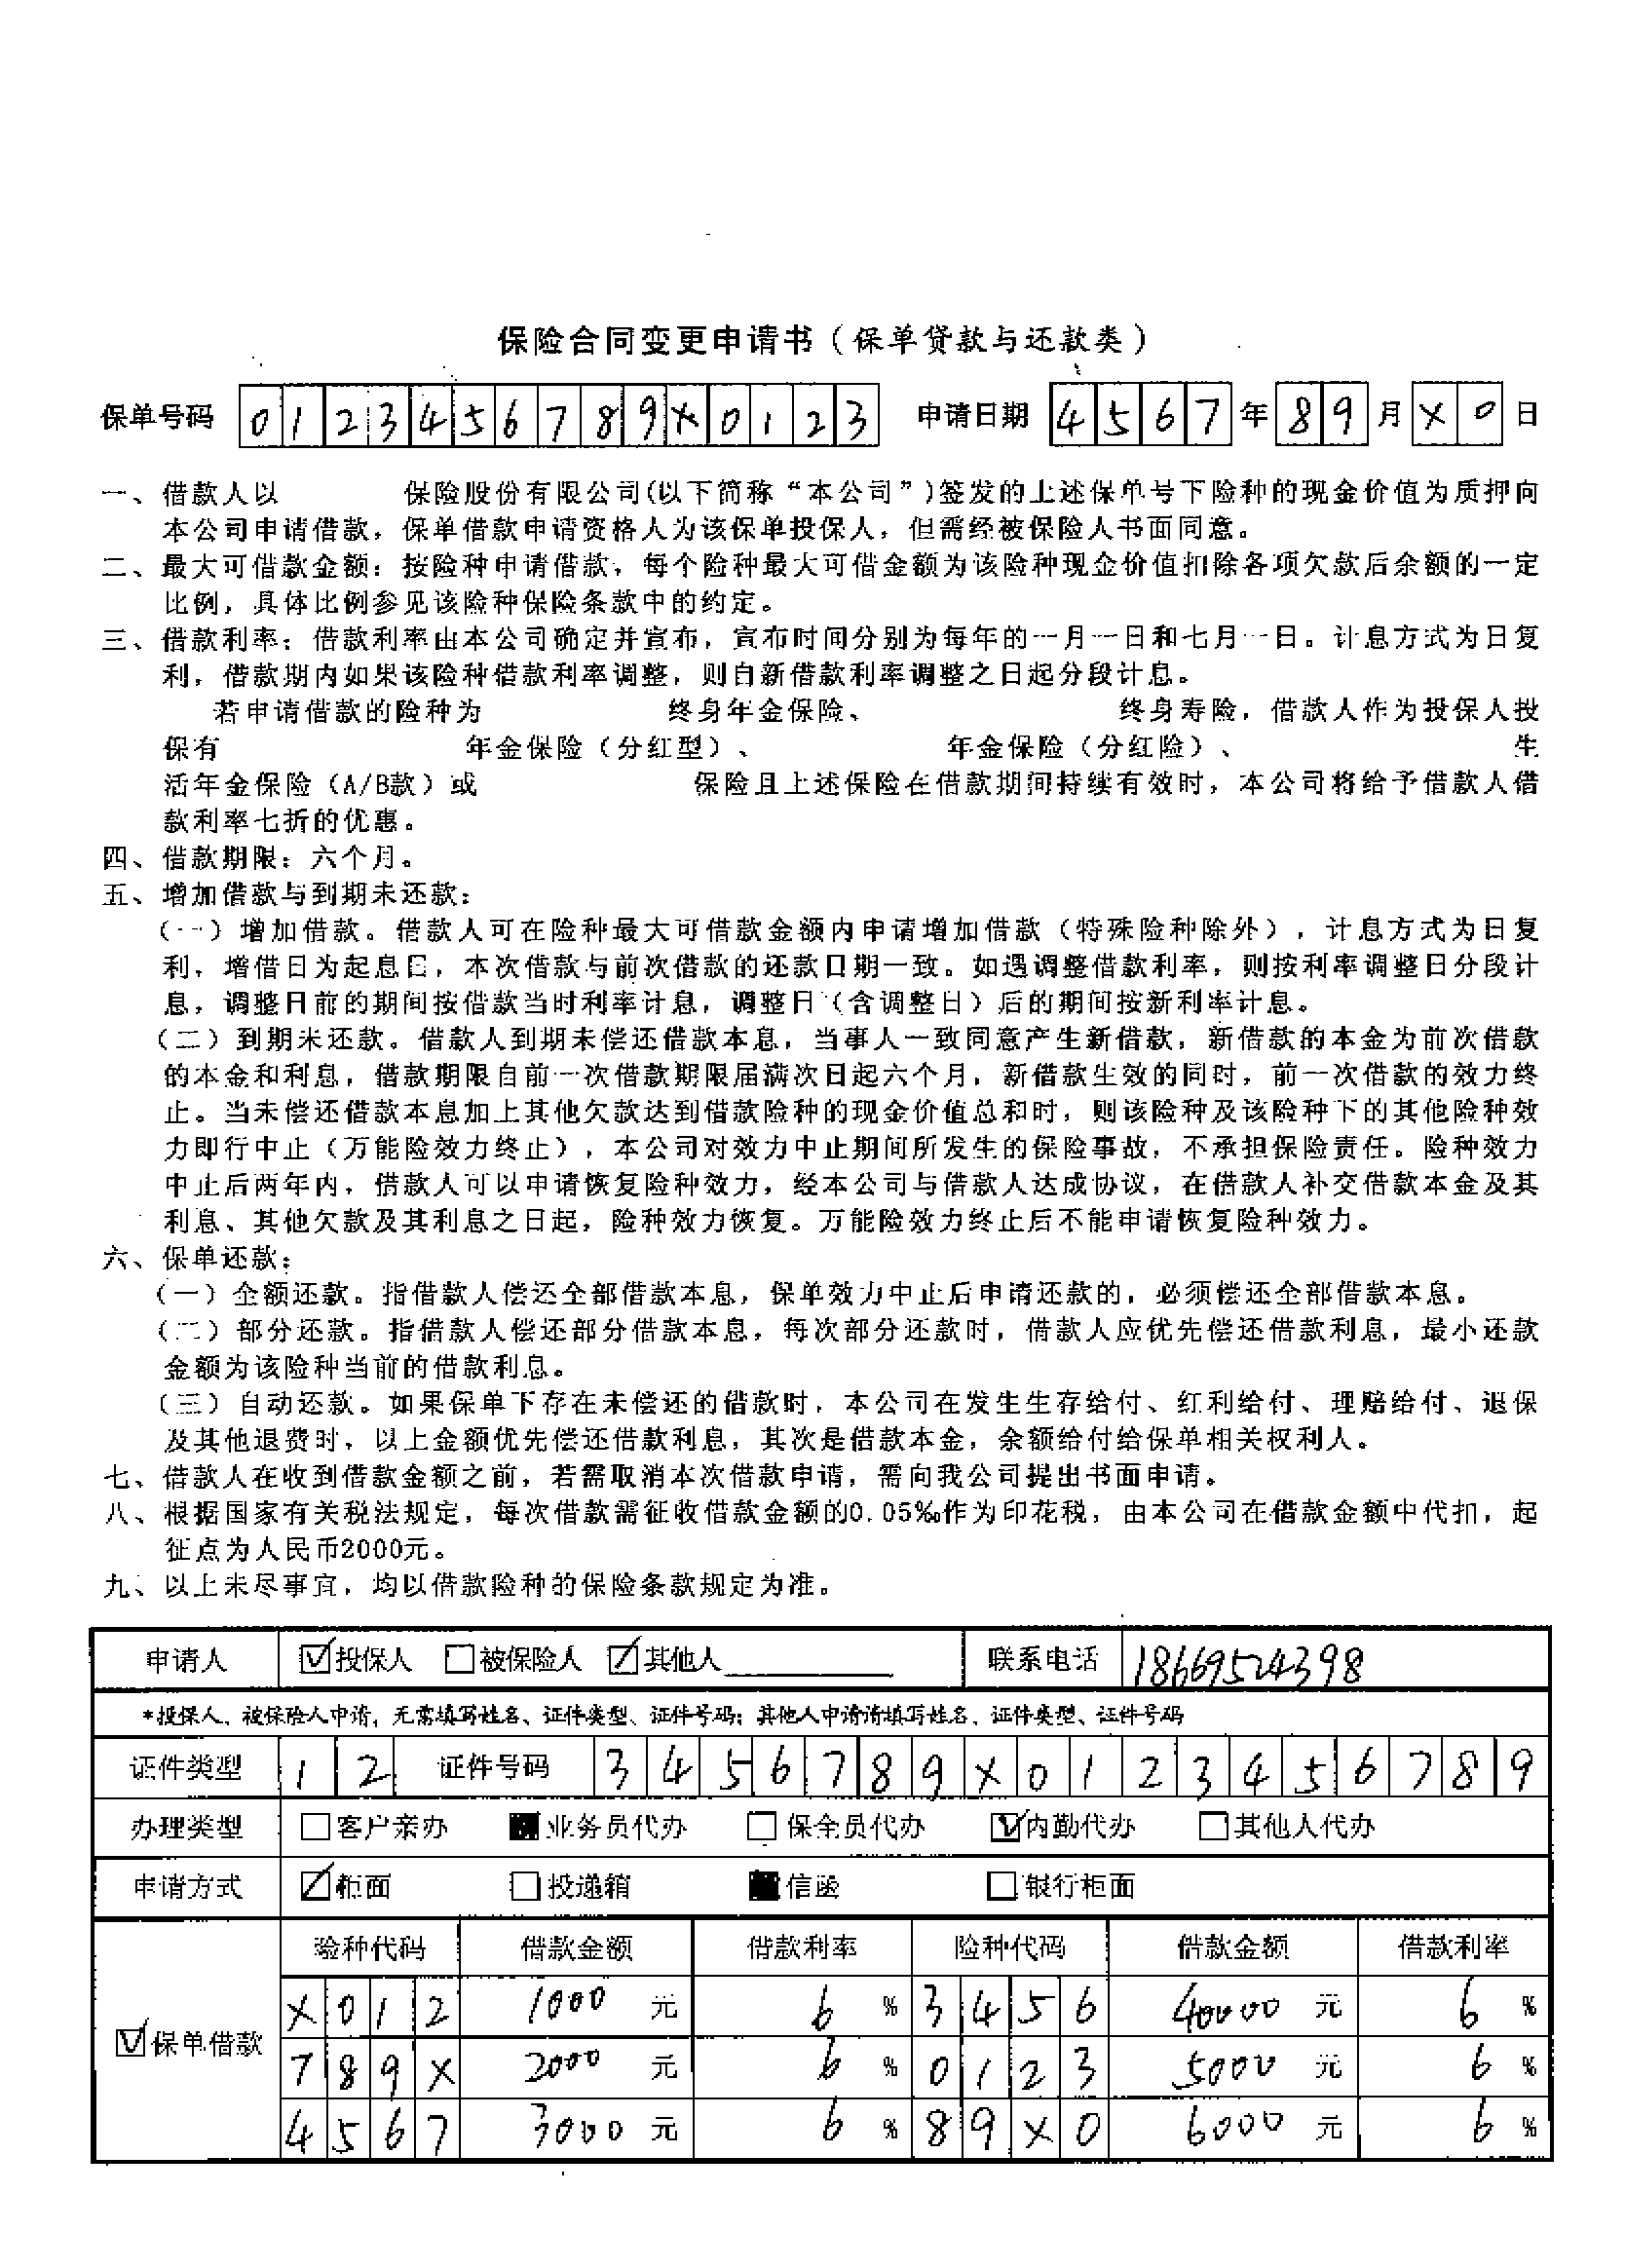 保险合同变更申请书（保单贷款与还款类）
保单号码 0 1 2 3 4 5 6 7 8 9 X 0 1 2 3 申请日期 4 5 6 7 年 8 9 月 X 0 日
一、借款人以 保险股份有限公司(以下简称“本公司”)签发的上述保单号下险种的现金价值为质押向
本公司申请借款，保单借款申请资格人为该保单投保人，但需经被保险人书面同意。
二、最大可借款金额：按险种申请借款，每个险种最大可借金额为该险种现金价值扣除各项欠款后余额的一定
比例，具体比例参见该险种保险条款中的约定。
三、借款利率：借款利率由本公司确定并宣布，宣布时间分别为每年的一月一日和七月一日。计息方式为日复
利，借款期内如果该险种借款利率调整，则自新借款利率调整之日起分段计息。
若申请借款的险种为 终身年金保险、 终身寿险，借款人作为投保人投
保有 年金保险（分红型）、 年金保险（分红险）、 生
活年金保险（A/B款）或 保险且上述保险在借款期间持续有效时，本公司将给予借款人借
款利率七折的优惠。
四、借款期限：六个月。
五、增加借款与到期未还款：
（一）增加借款。借款人可在险种最大可借款金额内申请增加借款（特殊险种除外），计息方式为日复
利，增借日为起息日，本次借款与前次借款的还款日期一致。如遇调整借款利率，则按利率调整日分段计
息，调整日前的期间按借款当时利率计息，调整日（含调整日）后的期间按新利率计息。
（二）到期未还款。借款人到期未偿还借款本息，当事人一致同意产生新借款，新借款的本金为前次借款
的本金和利息，借款期限自前一次借款期限届满次日起六个月，新借款生效的同时，前一次借款的效力终
止。当未偿还借款本息加上其他欠款达到借款险种的现金价值总和时，则该险种及该险种下的其他险种效
力即行中止（万能险效力终止），本公司对效力中止期间所发生的保险事故，不承担保险责任。险种效力
中止后两年内，借款人可以申请恢复险种效力，经本公司与借款人达成协议，在借款人补交借款本金及其
利息、其他欠款及其利息之日起，险种效力恢复。万能险效力终止后不能申请恢复险种效力。
六、保单还款：
（一）全额还款。指借款人偿还全部借款本息，保单效力中止后申请还款的，必须偿还全部借款本息。
（二）部分还款。指借款人偿还部分借款本息，每次部分还款时，借款人应优先偿还借款利息，最小还款
金额为该险种当前的借款利息。
（三）自动还款。如果保单下存在未偿还的借款时，本公司在发生生存给付、红利给付、理赔给付、退保
及其他退费时，以上金额优先偿还借款利息，其次是借款本金，余额给付给保单相关权利人。
七、借款人在收到借款金额之前，若需取消本次借款申请，需向我公司提出书面申请。
八、根据国家有关税法规定，每次借款需征收借款金额的0.05‰作为印花税，由本公司在借款金额中代扣，起
征点为人民币2000元。
九、以上未尽事宜，均以借款险种的保险条款规定为准。
申请人 投保人 被保险人 其他人 联系电话 18669524398
*投保人、被保险人申请，无需填写姓名、证件类型、证件号码；其他人申请请填写姓名、证件类型、证件号码
证件类型 1 2 证件号码 3 4 5 6 7 8 9 X 0 1 2 3 4 5 6 7 8 9
办理类型 客户亲办 业务员代办 保全员代办 内勤代办 其他人代办
申请方式 柜面 投递箱 信函 银行柜面
险种代码 借款金额 借款利率 险种代码 借款金额 借款利率
X 0 1 2 1000 元 6 % 3 4 5 6 40000 元 6 %
保单借款 7 8 9 X 2000 元 6 % 0 1 2 3 5000 元 6 %
4 5 6 7 3000 元 6 % 8 9 X 0 6000 元 6 %